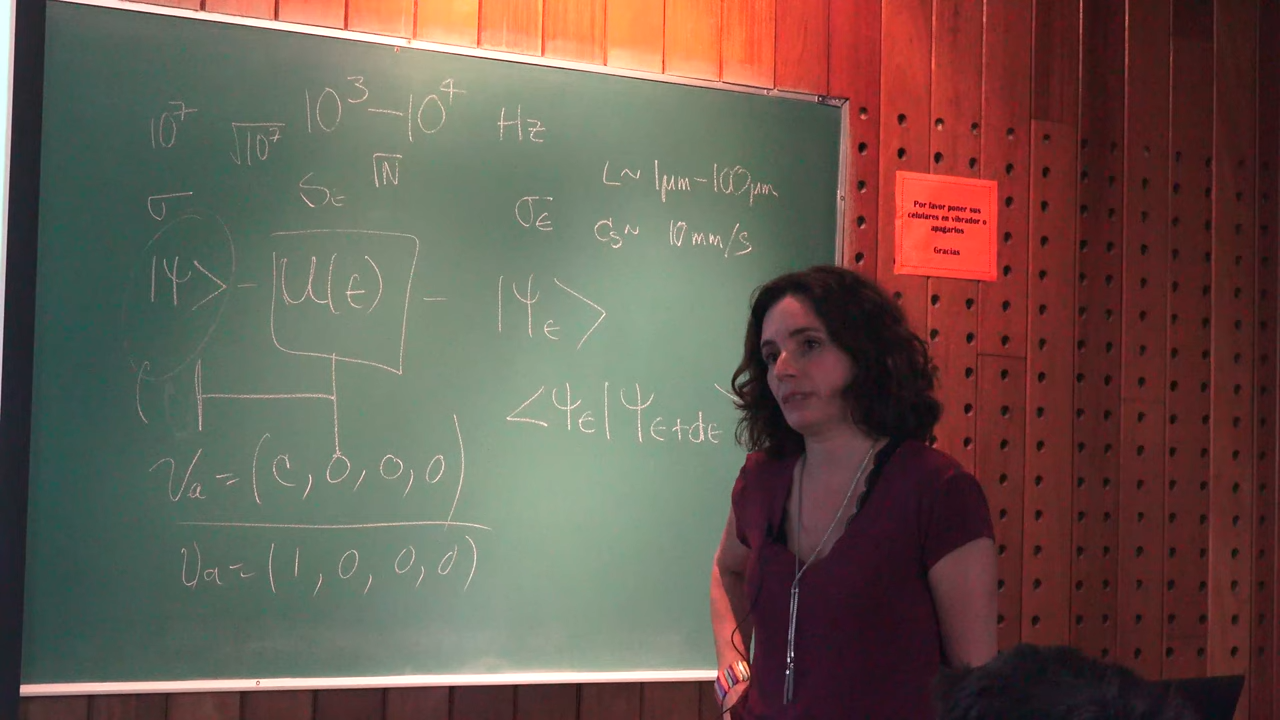 10⁷ √10⁷ 10³ – 10⁴ Hz
√N
σ σ_ε
L ~ 1μm – 100μm
c_s ~ 10 mm/s
|Ψ> – U(ε) – |Ψ_ε>
<Ψ_ε|Ψ_ε+dε
V_a = (c, 0, 0, 0)
V_a = (1, 0, 0, 0)
Por favor poner sus
celulares en vibrador o
apagarlos
Gracias